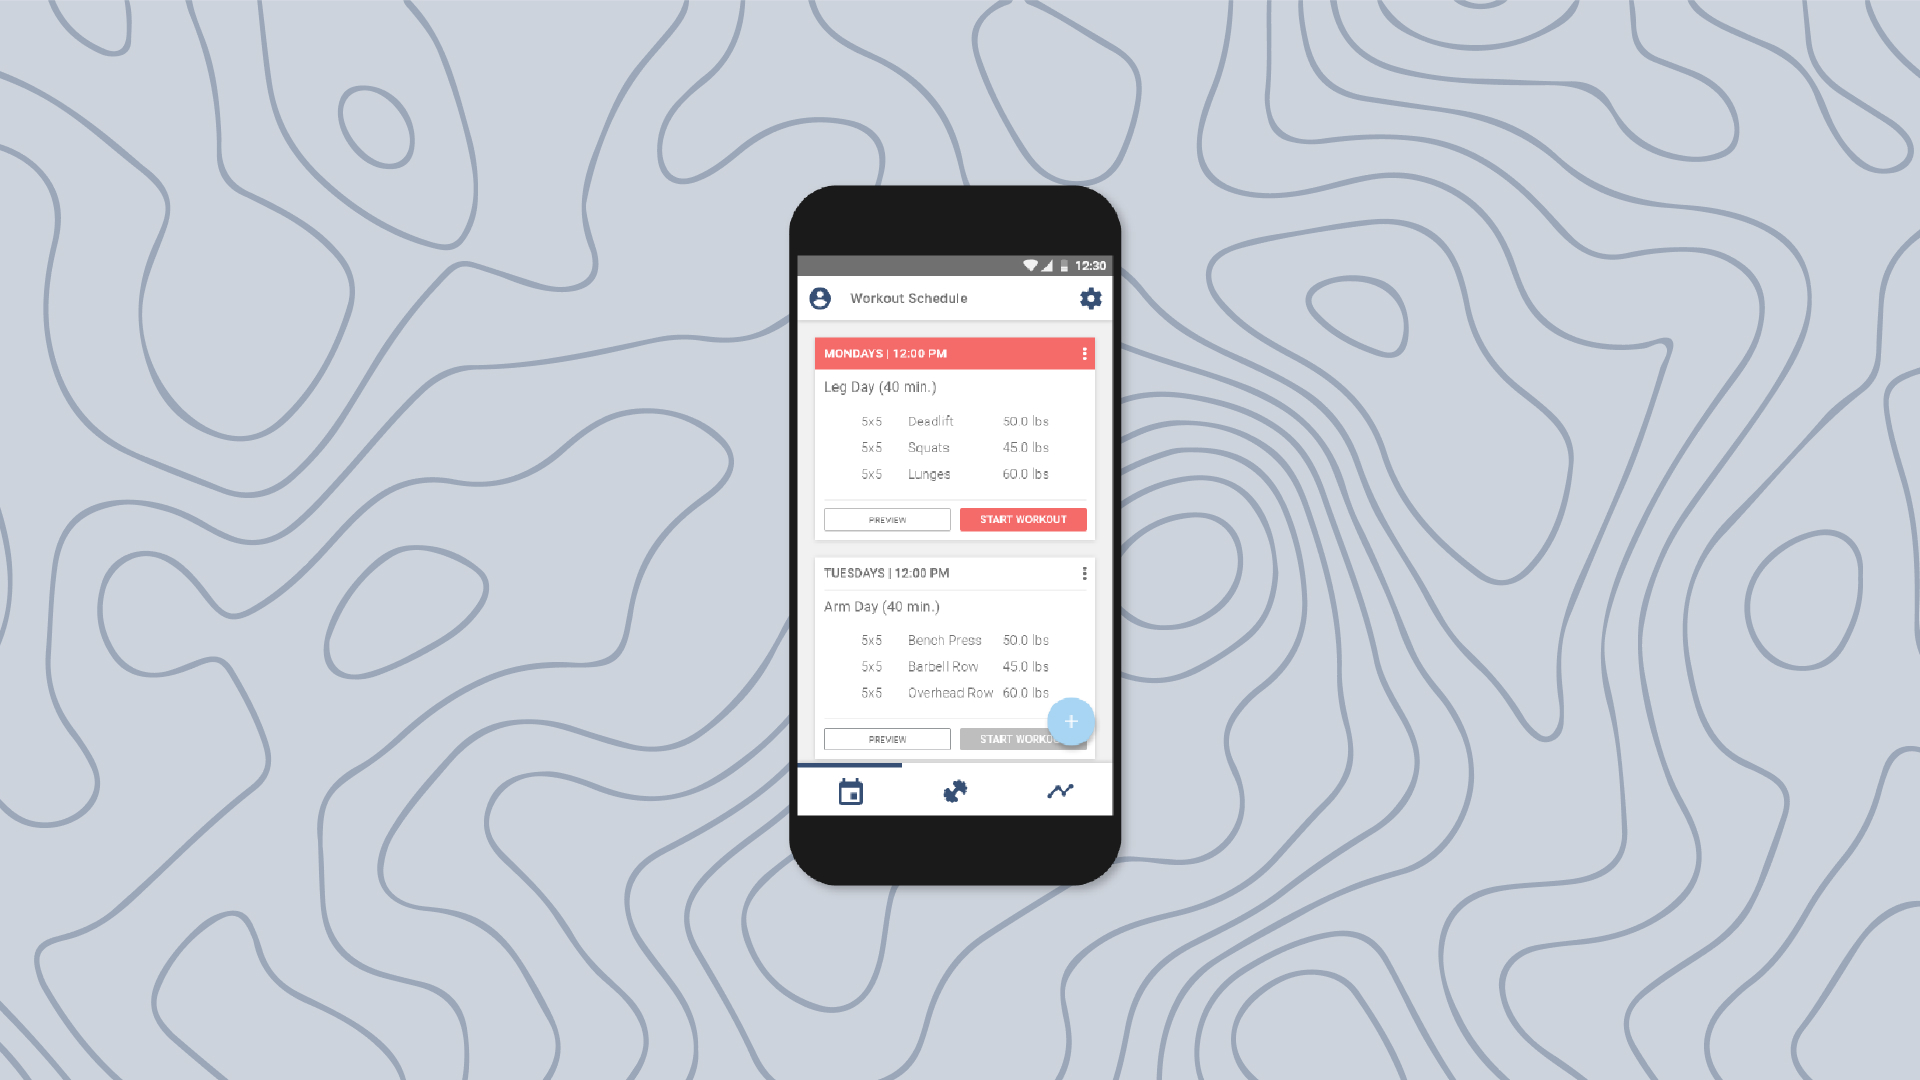 12:30
Workout Schedule
MONDAYS | 12:00 PM
Leg Day (40 min.)
5x5 Deadlift 50.0 lbs
5x5 Squats 45.0 lbs
5x5 Lunges 60.0 lbs
PREVIEW START WORKOUT
TUESDAYS | 12:00 PM
Arm Day (40 min.)
5x5 Bench Press 50.0 lbs
5x5 Barbell Row 45.0 lbs
5x5 Overhead Row 60.0 lbs
+
PREVIEW START WORKO